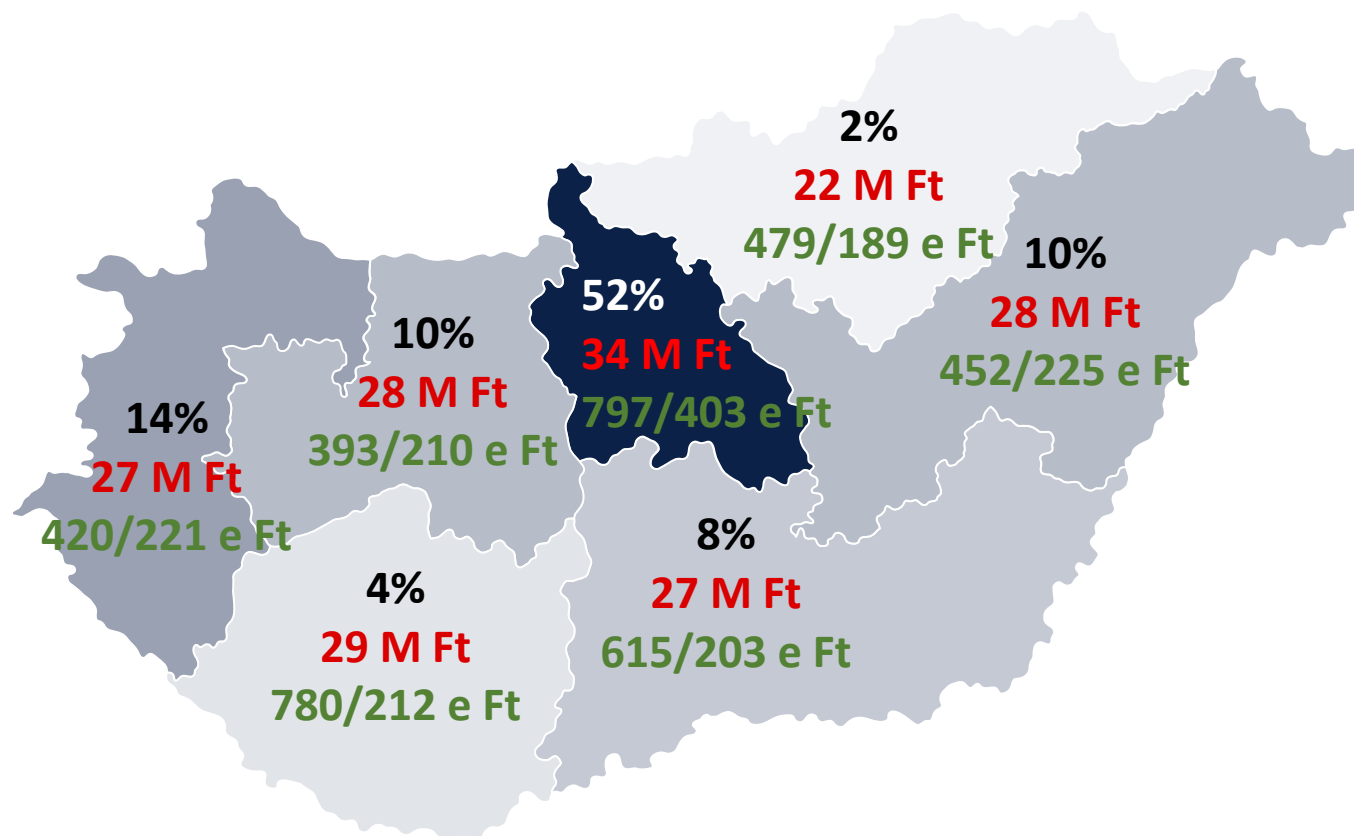 2%
22 M Ft
479/189 e Ft
10%
28 M Ft
452/225 e Ft
52%
34 M Ft
797/403 e Ft
10%
28 M Ft
393/210 e Ft
14%
27 M Ft
420/221 e Ft
8%
27 M Ft
615/203 e Ft
4%
29 M Ft
780/212 e Ft